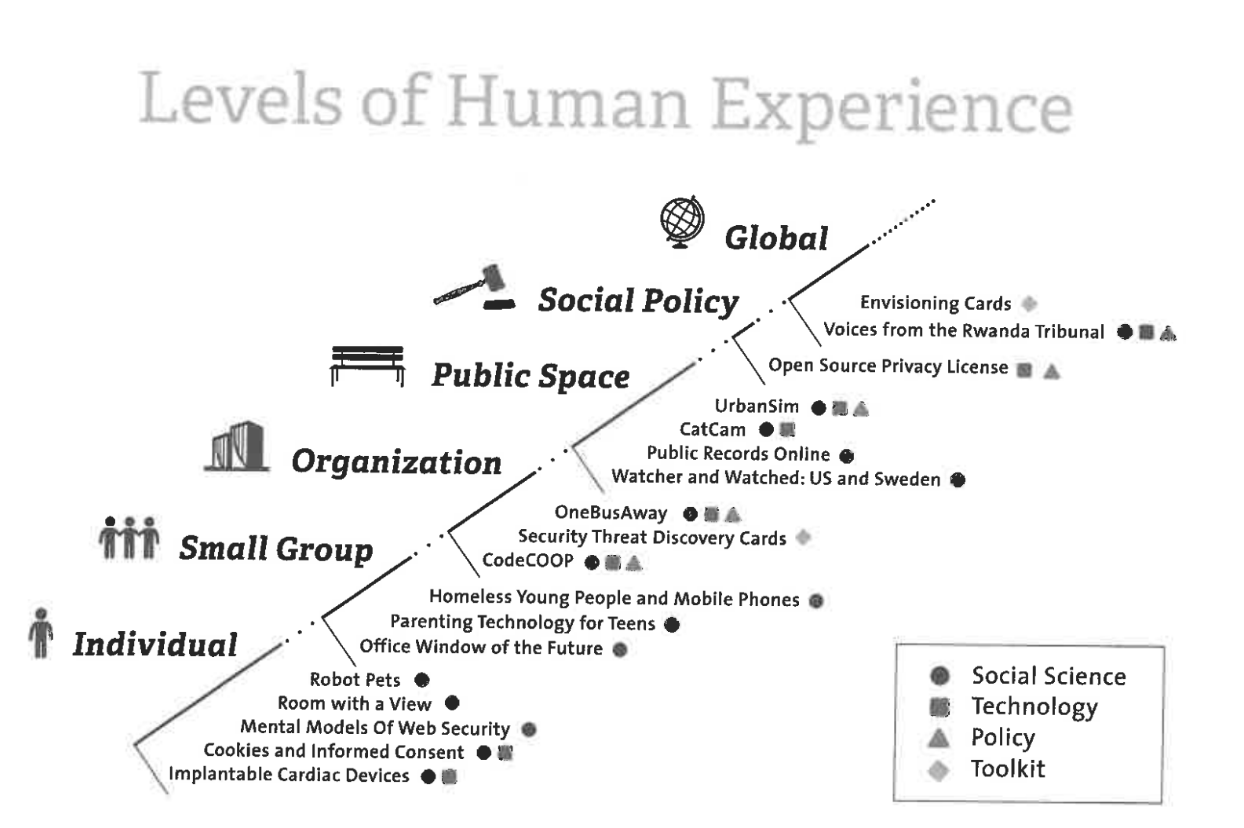 Levels of Human Experience
Global
Envisioning Cards
Social Policy
Voices from the Rwanda Tribunal
Open Source Privacy License
Public Space
UrbanSim
CatCam
Public Records Online
Organization
Watcher and Watched: US and Sweden
OneBusAway
Security Threat Discovery Cards
Small Group
CodeCOOP
Homeless Young People and Mobile Phones
Parenting Technology for Teens
Individual
Office Window of the Future
Robot Pets
Room with a View
Mental Models Of Web Security
Cookies and Informed Consent
Implantable Cardiac Devices
Social Science
Technology
Policy
Toolkit